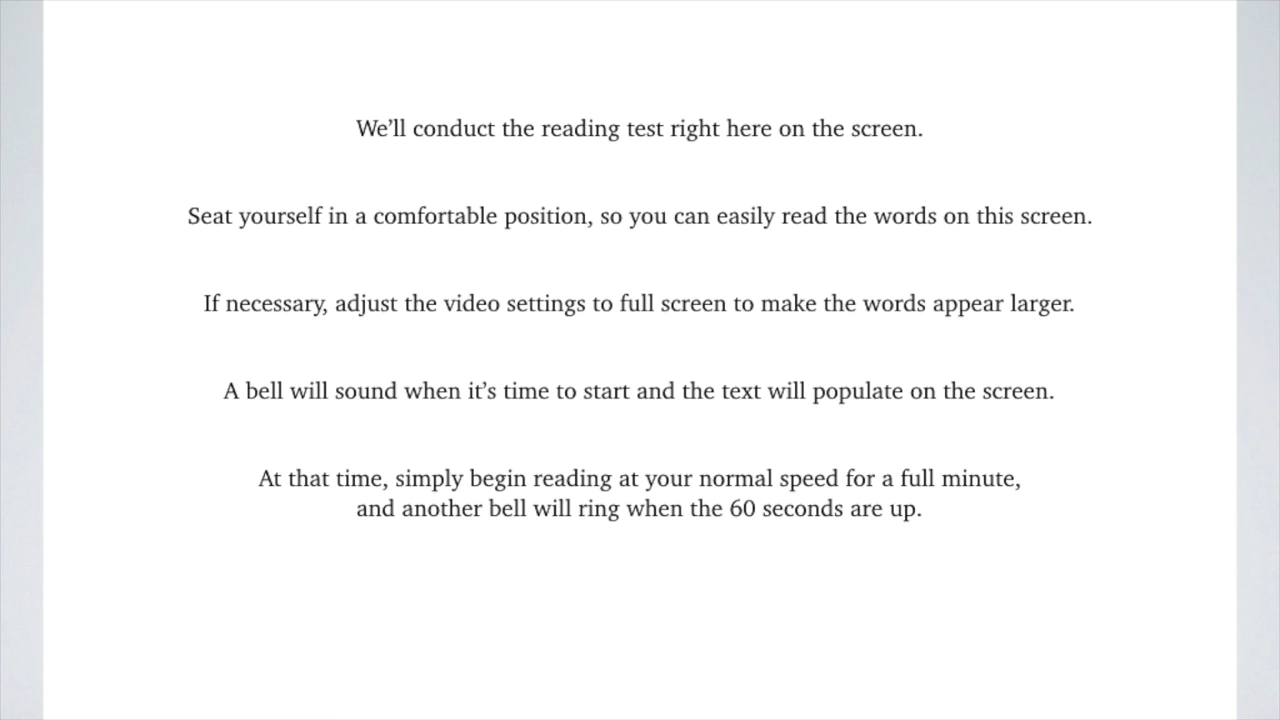 We’ll conduct the reading test right here on the screen.
Seat yourself in a comfortable position, so you can easily read the words on this screen.
If necessary, adjust the video settings to full screen to make the words appear larger.
A bell will sound when it’s time to start and the text will populate on the screen.
At that time, simply begin reading at your normal speed for a full minute,
and another bell will ring when the 60 seconds are up.